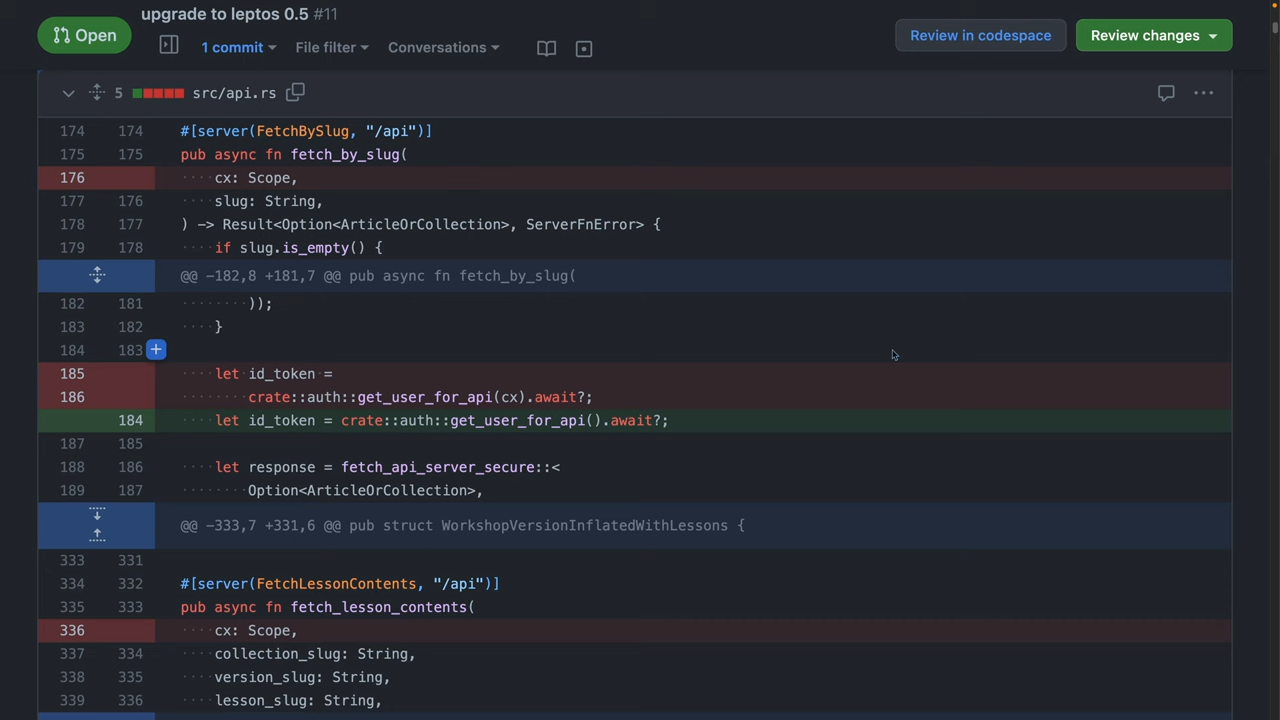 upgrade to leptos 0.5 #11
Open
1 commit
File filter
Conversations
Review in codespace
Review changes
5 src/api.rs
174 174 #[server(FetchBySlug, "/api")]
175 175 pub async fn fetch_by_slug(
176 ····cx: Scope,
177 176 ····slug: String,
178 177 ) -> Result<Option<ArticleOrCollection>, ServerFnError> {
179 178 ····if slug.is_empty() {
@@ -182,8 +181,7 @@ pub async fn fetch_by_slug(
182 181 ········));
183 182 ····}
184 183
185 ····let id_token =
186 ········crate::auth::get_user_for_api(cx).await?;
184 ····let id_token = crate::auth::get_user_for_api().await?;
187 185
188 186 ····let response = fetch_api_server_secure::<
189 187 ········Option<ArticleOrCollection>,
@@ -333,7 +331,6 @@ pub struct WorkshopVersionInflatedWithLessons {
333 331
334 332 #[server(FetchLessonContents, "/api")]
335 333 pub async fn fetch_lesson_contents(
336 ····cx: Scope,
337 334 ····collection_slug: String,
338 335 ····version_slug: String,
339 336 ····lesson_slug: String,